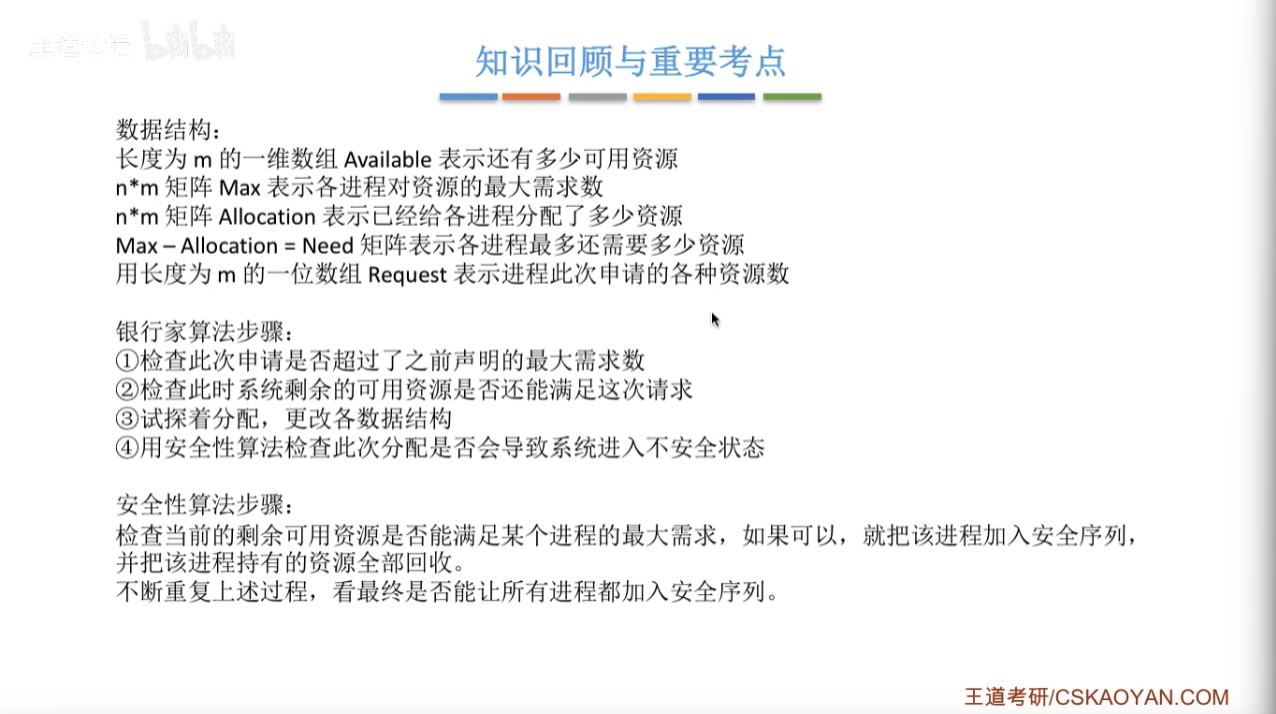 王道论坛 bilibili
知识回顾与重要考点
数据结构：
长度为 m 的一维数组 Available 表示还有多少可用资源
n*m 矩阵 Max 表示各进程对资源的最大需求数
n*m 矩阵 Allocation 表示已经给各进程分配了多少资源
Max – Allocation = Need 矩阵表示各进程最多还需要多少资源
用长度为 m 的一位数组 Request 表示进程此次申请的各种资源数
银行家算法步骤：
①检查此次申请是否超过了之前声明的最大需求数
②检查此时系统剩余的可用资源是否还能满足这次请求
③试探着分配，更改各数据结构
④用安全性算法检查此次分配是否会导致系统进入不安全状态
安全性算法步骤：
检查当前的剩余可用资源是否能满足某个进程的最大需求，如果可以，就把该进程加入安全序列，
并把该进程持有的资源全部回收。
不断重复上述过程，看最终是否能让所有进程都加入安全序列。
王道考研/CSKAOYAN.COM